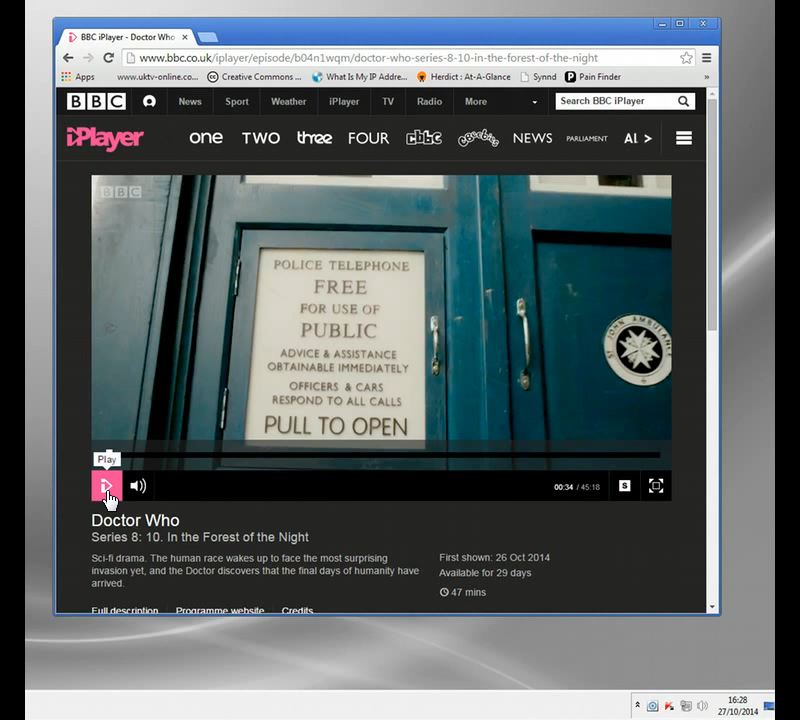 BBC iPlayer - Doctor Who
www.bbc.co.uk/iplayer/episode/b04n1wqm/doctor-who-series-8-10-in-the-forest-of-the-night
Apps www.uktv-online.co... Creative Commons ... What Is My IP Addre... Herdict : At-A-Glance Synnd Pain Finder »
BBC News Sport Weather iPlayer TV Radio More Search BBC iPlayer
iPlayer one TWO three FOUR cbbc cbeebies NEWS PARLIAMENT AL >
BBC
POLICE TELEPHONE
FREE
FOR USE OF
PUBLIC
ADVICE & ASSISTANCE
OBTAINABLE IMMEDIATELY
OFFICERS & CARS
RESPOND TO ALL CALLS
PULL TO OPEN
ST JOHN AMBULANCE
Play
00:34 / 45:18 S
Doctor Who
Series 8: 10. In the Forest of the Night
Sci-fi drama. The human race wakes up to face the most surprising
invasion yet, and the Doctor discovers that the final days of humanity have
arrived.
First shown: 26 Oct 2014
Available for 29 days
47 mins
Full description Programme website Credits
16:28
27/10/2014